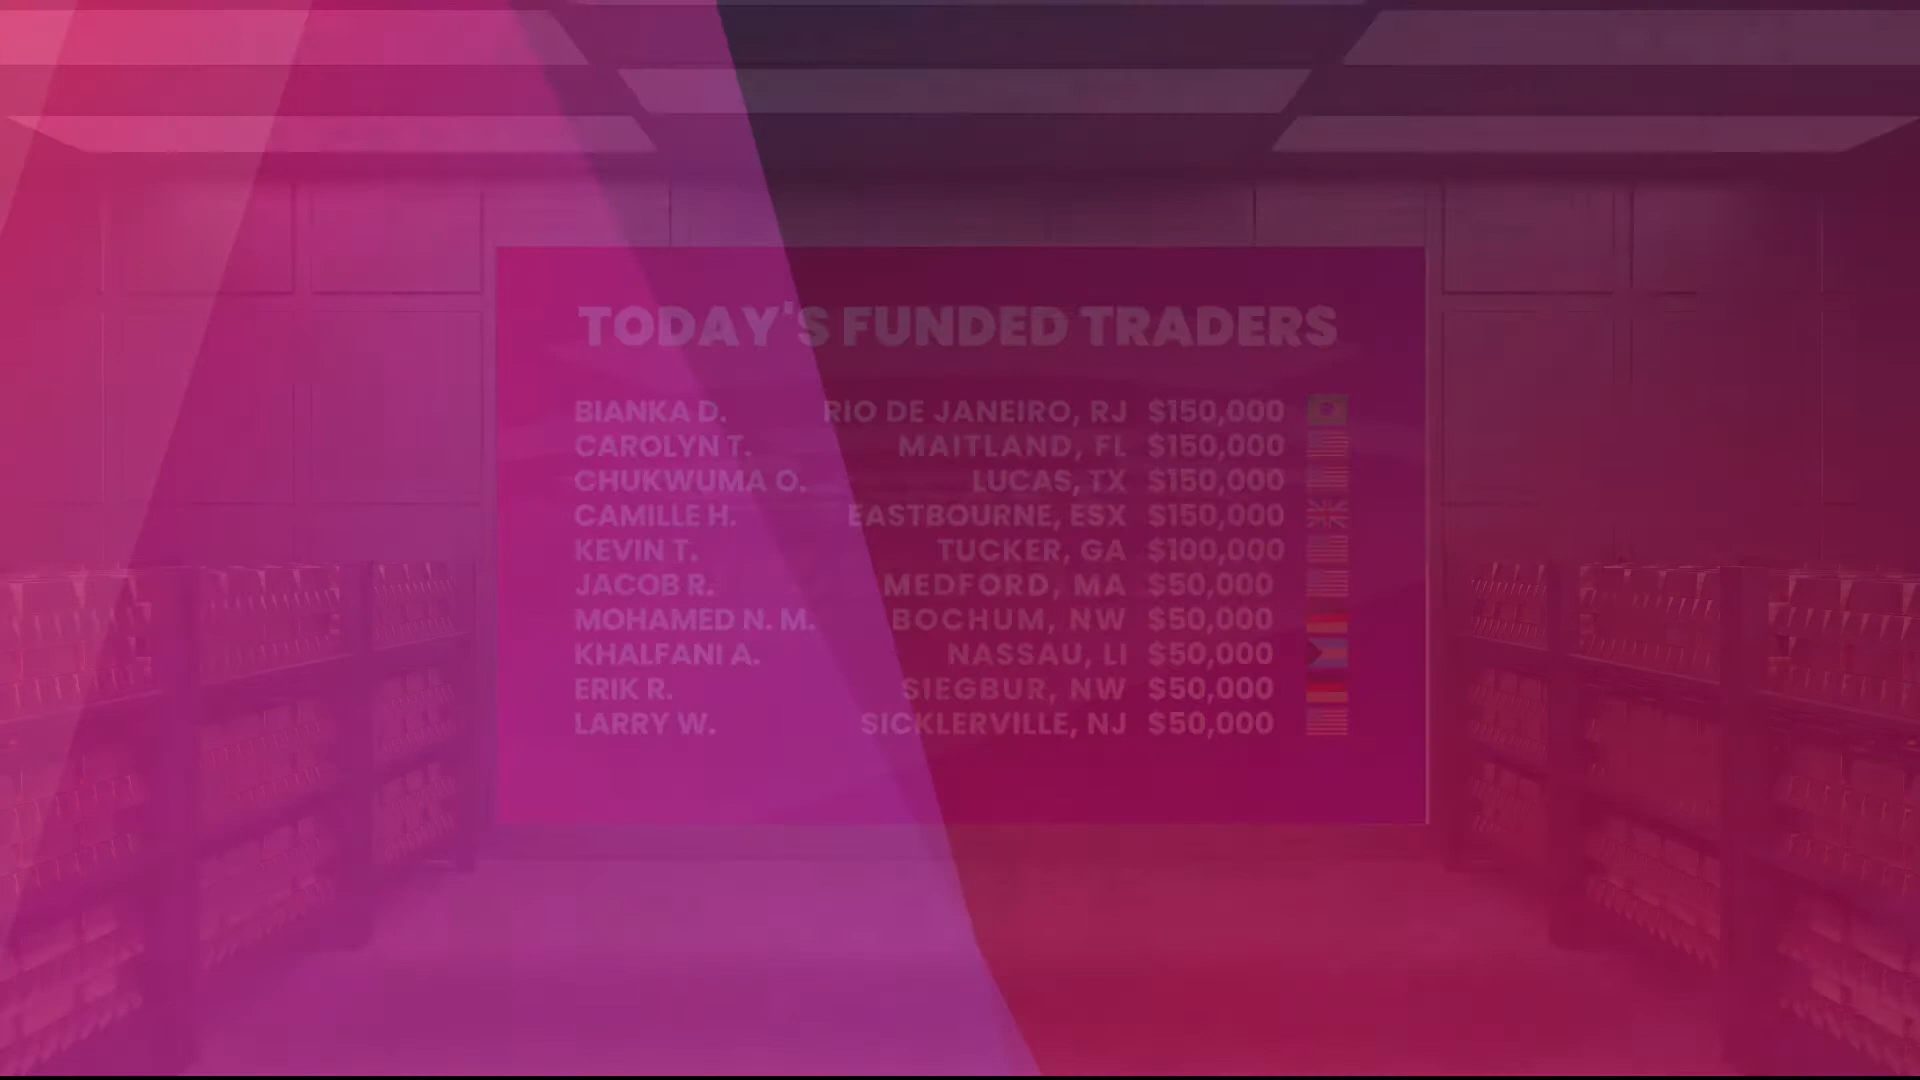 TODAY'S FUNDED TRADERS
BIANKA D. RIO DE JANEIRO, RJ $150,000
CAROLYN T. MAITLAND, FL $150,000
CHUKWUMA O. LUCAS, TX $150,000
CAMILLE H. EASTBOURNE, ESX $150,000
KEVIN T. TUCKER, GA $100,000
JACOB R. MEDFORD, MA $50,000
MOHAMED N. M. BOCHUM, NW $50,000
KHALFANI A. NASSAU, LI $50,000
ERIK R. SIEGBUR, NW $50,000
LARRY W. SICKLERVILLE, NJ $50,000